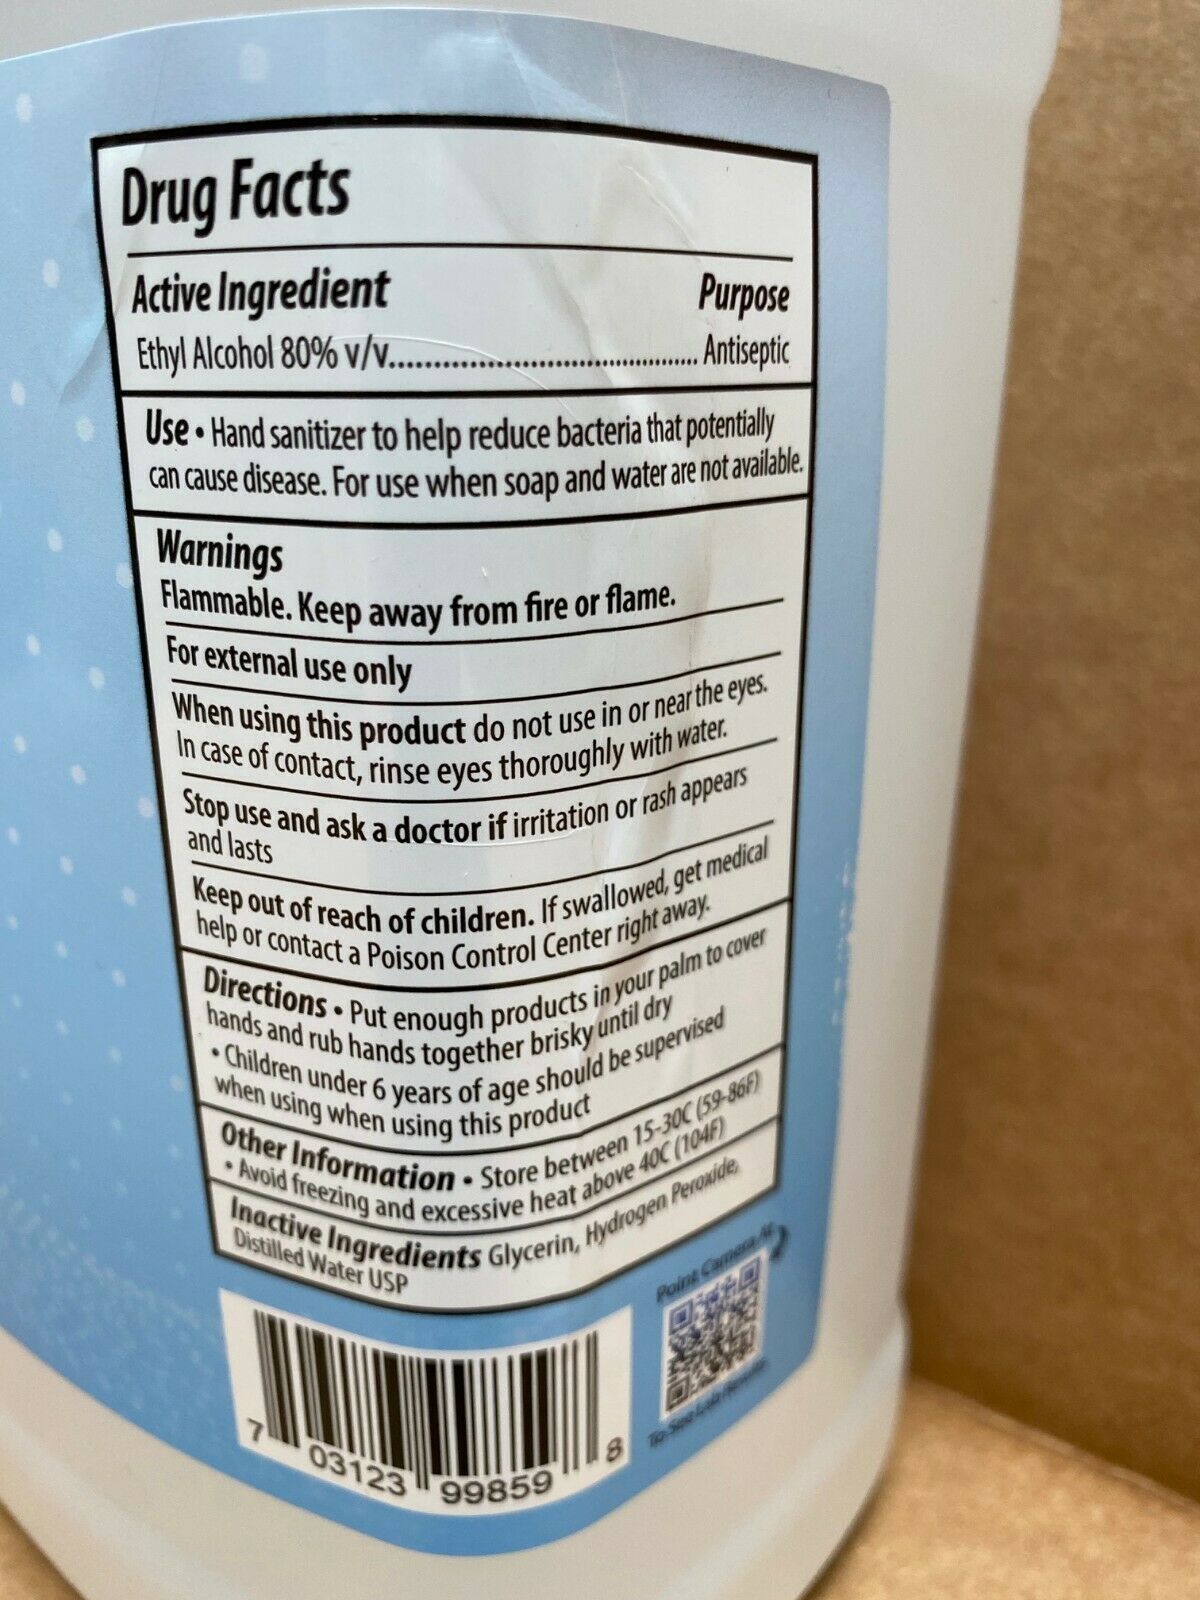 Drug Facts
Active Ingredient Purpose
Ethyl Alcohol 80% v/v........................................ Antiseptic
Use • Hand sanitizer to help reduce bacteria that potentially
can cause disease. For use when soap and water are not available.
Warnings
Flammable. Keep away from fire or flame.
For external use only
When using this product do not use in or near the eyes.
In case of contact, rinse eyes thoroughly with water.
Stop use and ask a doctor if irritation or rash appears
and lasts
Keep out of reach of children. If swallowed, get medical
help or contact a Poison Control Center right away.
Directions • Put enough products in your palm to cover
hands and rub hands together brisky until dry
• Children under 6 years of age should be supervised
when using when using this product
Other Information • Store between 15-30C (59-86F)
• Avoid freezing and excessive heat above 40C (104F)
Inactive Ingredients Glycerin, Hydrogen Peroxide,
Distilled Water USP
Point Camera
To See Lab Results
7 03123 99859 8